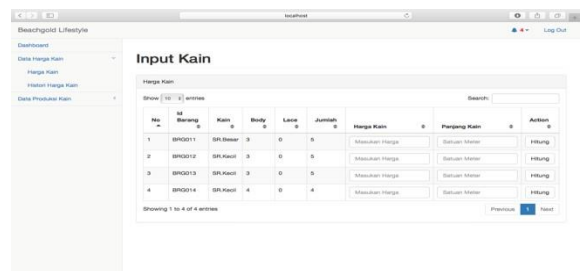 localhost
Beachgold Lifestyle
4
Log Out
Dashboard
Data Harga Kain
Harga Kain
Histori Harga Kain
Data Produksi Kain
Input Kain
Harga Kain
Show 10 entries
Search:
No Id Barang Kain Body Lace Jumlah Harga Kain Panjang Kain Action
1 BRG011 SR.Besar 3 0 5 Masukan Harga Satuan Meter Hitung
2 BRG012 SR.Kecil 3 0 5 Masukan Harga Satuan Meter Hitung
3 BRG013 SR.Kecil 3 0 5 Masukan Harga Satuan Meter Hitung
4 BRG014 SR.Kecil 4 0 4 Masukan Harga Satuan Meter Hitung
Showing 1 to 4 of 4 entries
Previous 1 Next